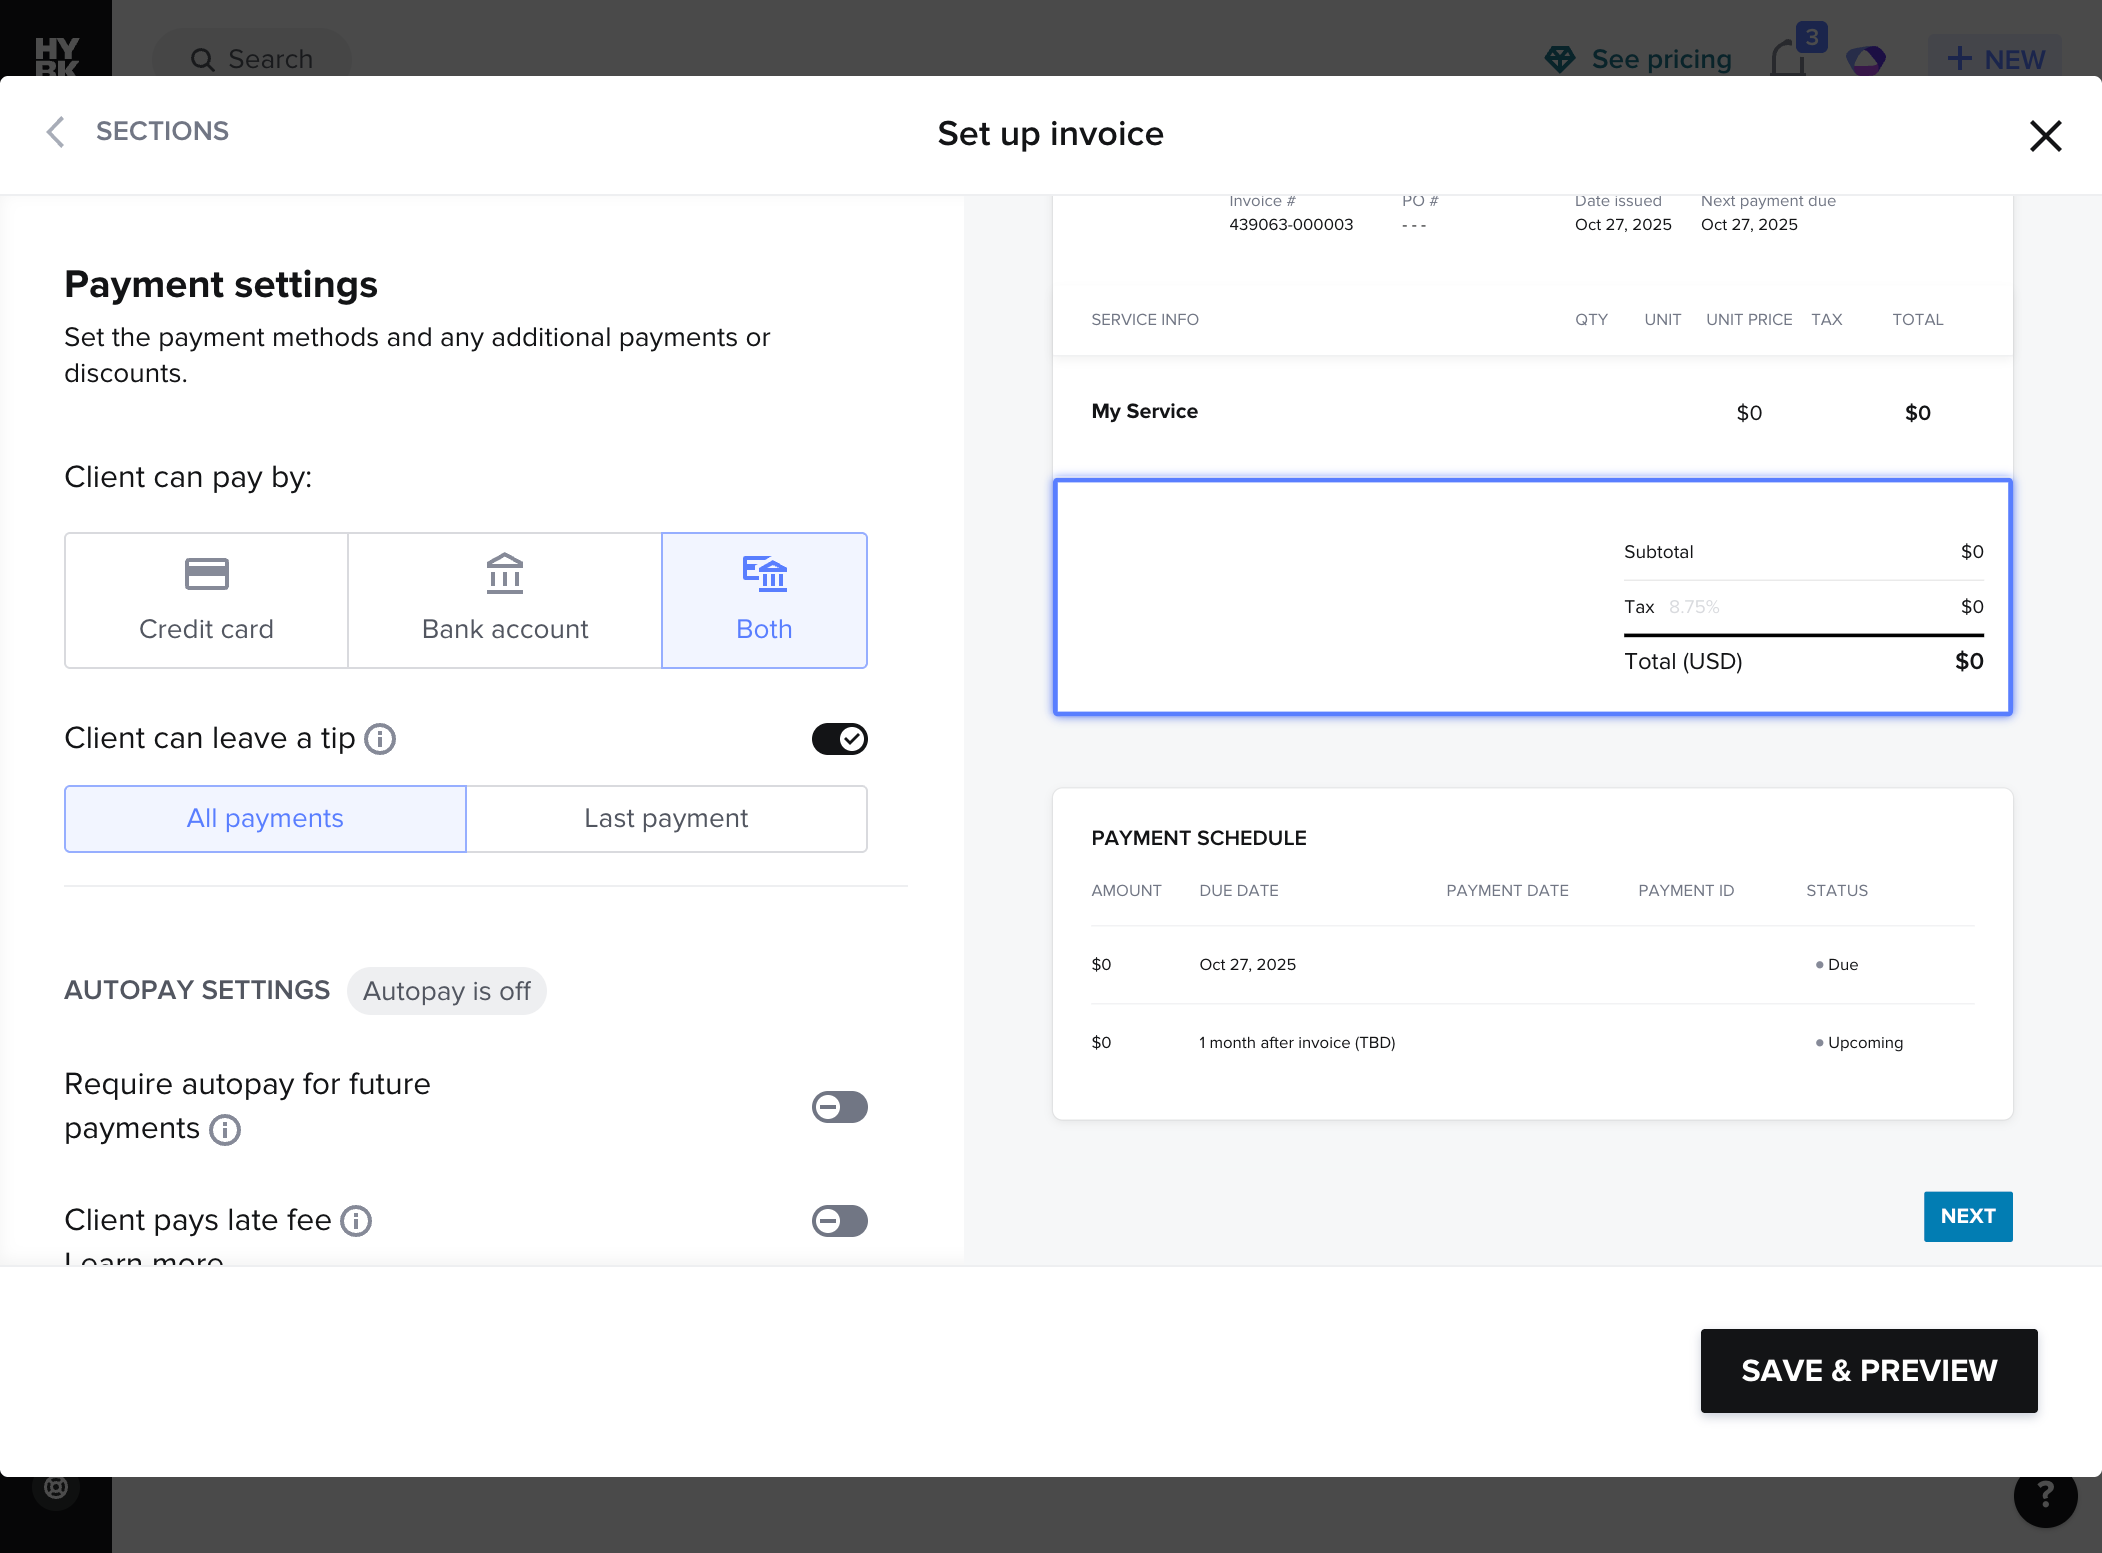 HY
BK
Search
See pricing
3
+ NEW
SECTIONS
Set up invoice
Payment settings
Set the payment methods and any additional payments or
discounts.
Client can pay by:
Credit card
Bank account
Both
Client can leave a tip
All payments
Last payment
AUTOPAY SETTINGS
Autopay is off
Require autopay for future
payments
Client pays late fee
Learn more
Invoice #
PO #
Date issued
Next payment due
439063-000003
---
Oct 27, 2025
Oct 27, 2025
SERVICE INFO
QTY
UNIT
UNIT PRICE
TAX
TOTAL
My Service
$0
$0
Subtotal
$0
Tax
8.75%
$0
Total (USD)
$0
PAYMENT SCHEDULE
AMOUNT
DUE DATE
PAYMENT DATE
PAYMENT ID
STATUS
$0
Oct 27, 2025
Due
$0
1 month after invoice (TBD)
Upcoming
NEXT
SAVE & PREVIEW
?